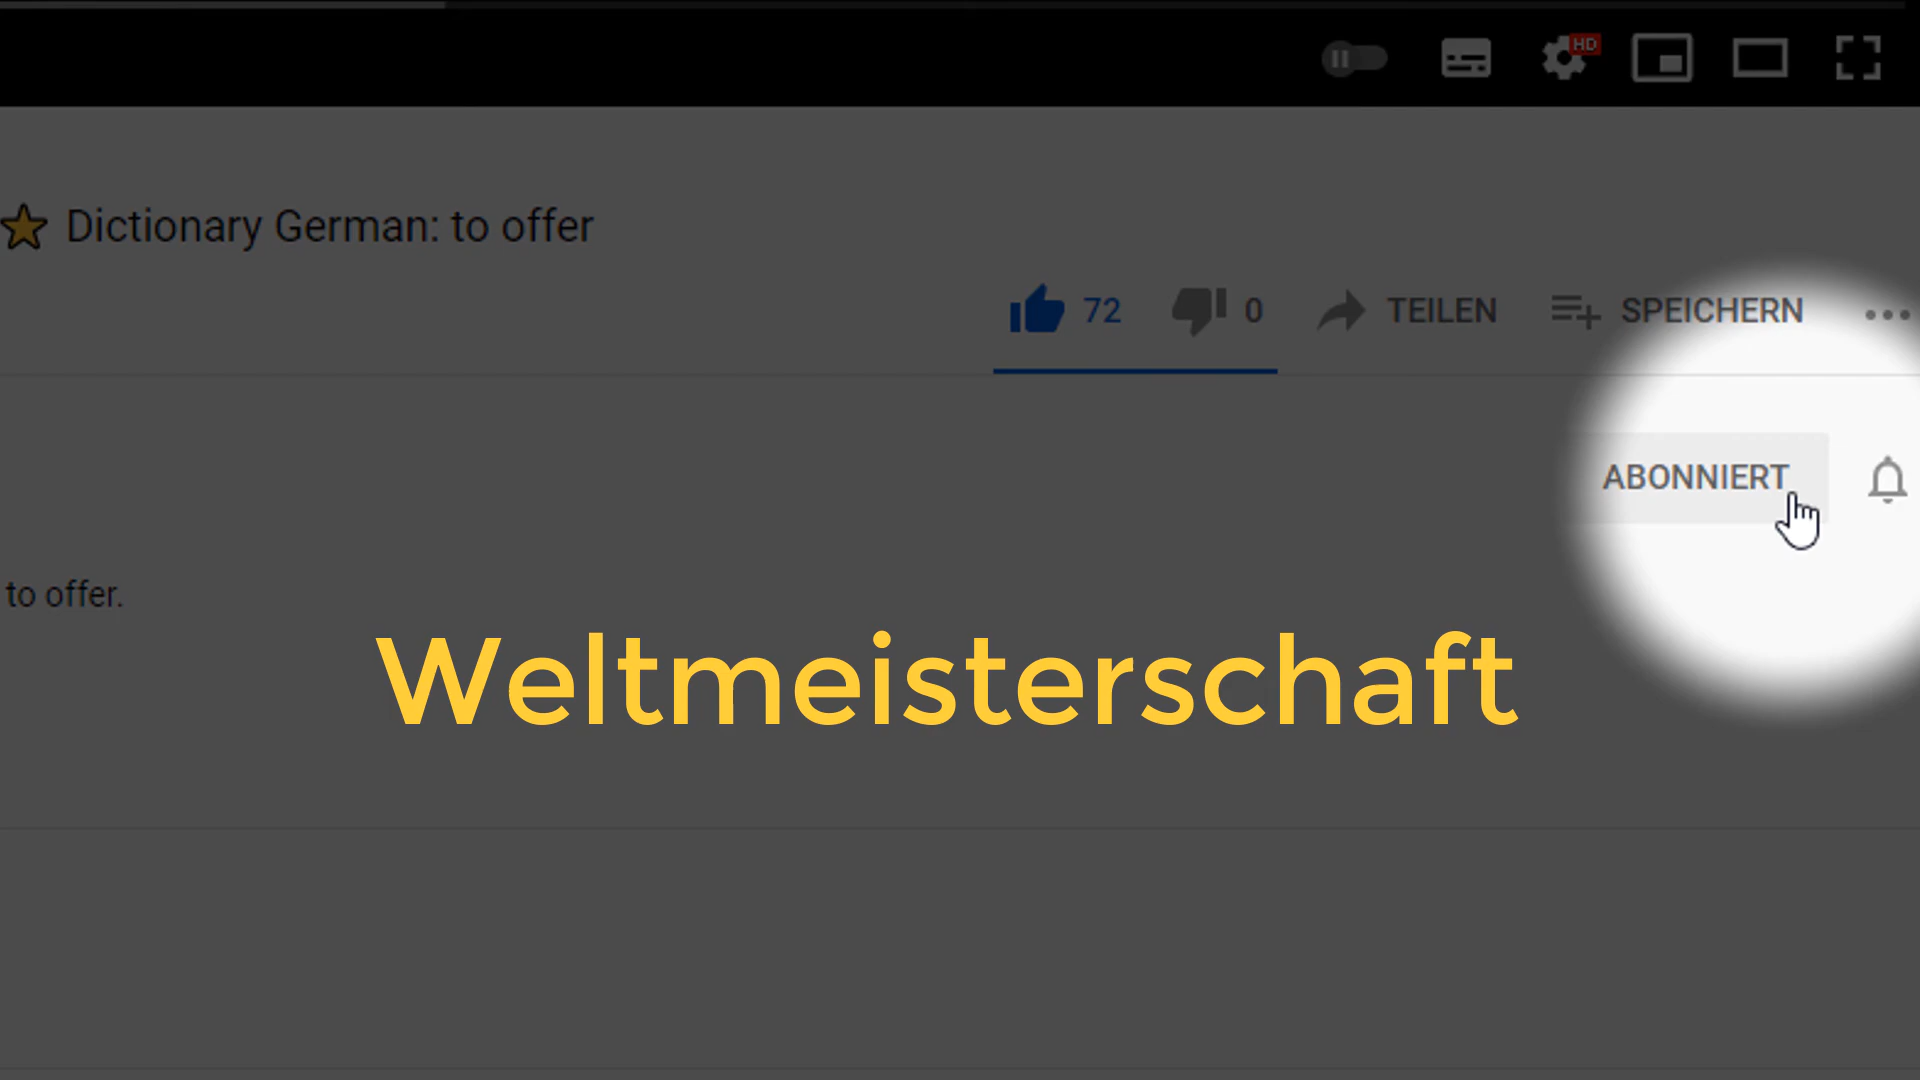 HD
Dictionary German: to offer
72 0 TEILEN SPEICHERN
ABONNIERT
to offer.
Weltmeisterschaft